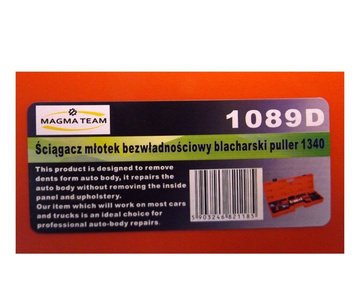 MAGMA TEAM
1089D
Ściągacz młotek bezwładnościowy blacharski puller 1340
This product is designed to remove
dents form auto body, it repairs the
auto body without removing the inside
panel and upholstery.
Our item which will work on most cars
and trucks is an ideal choice for
professional auto-body repairs.
5903246821185